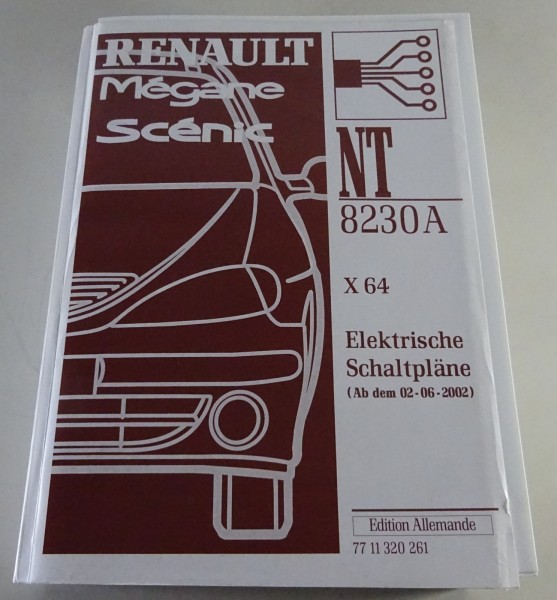 RENAULT
Mégane
Scénic
NT
8230A
X 64
Elektrische
Schaltpläne
(Ab dem 02-06-2002)
Edition Allemande
77 11 320 261